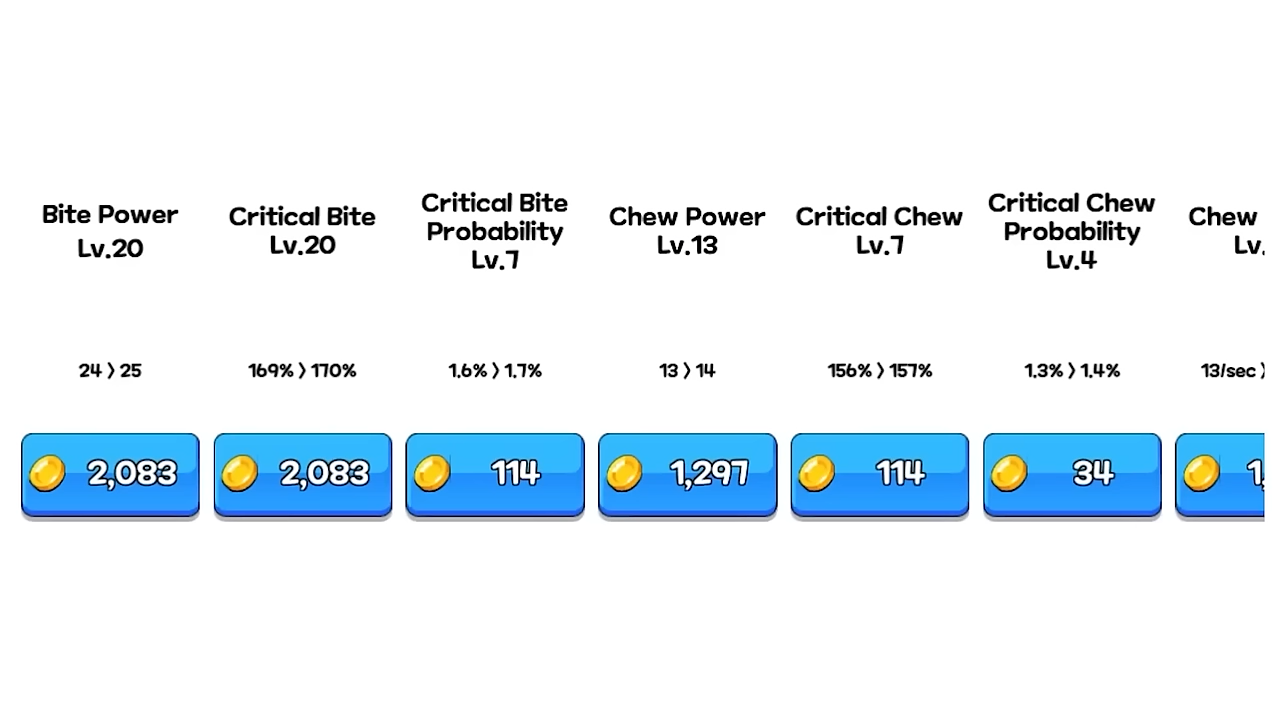 Bite Power
Lv.20
24 > 25
2,083
Critical Bite
Lv.20
169% > 170%
2,083
Critical Bite
Probability
Lv.7
1.6% > 1.7%
114
Chew Power
Lv.13
13 > 14
1,297
Critical Chew
Lv.7
156% > 157%
114
Critical Chew
Probability
Lv.4
1.3% > 1.4%
34
Chew
Lv.
13/sec >
1,